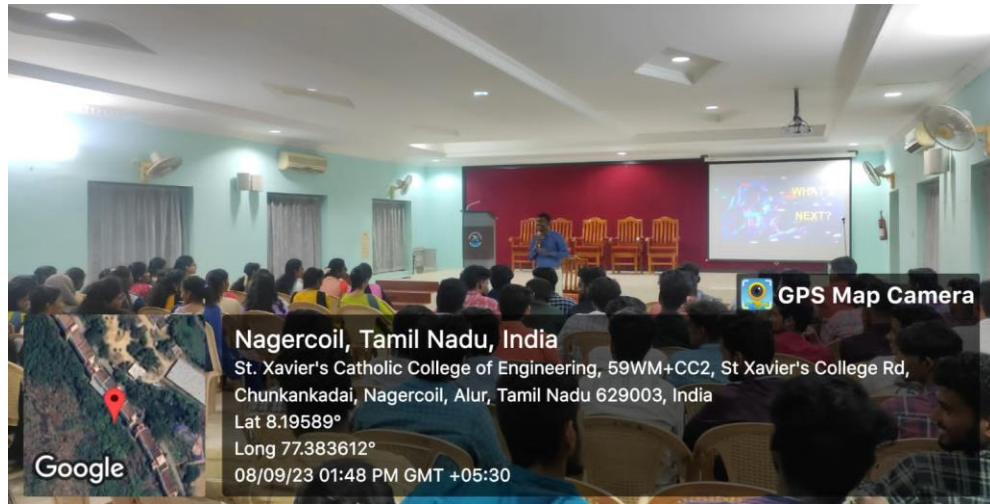 WHAT'S
NEXT?
GPS Map Camera
Nagercoil, Tamil Nadu, India
St. Xavier's Catholic College of Engineering, 59WM+CC2, St Xavier's College Rd,
Chunkankadai, Nagercoil, Alur, Tamil Nadu 629003, India
Lat 8.19589°
Long 77.383612°
08/09/23 01:48 PM GMT +05:30
Google